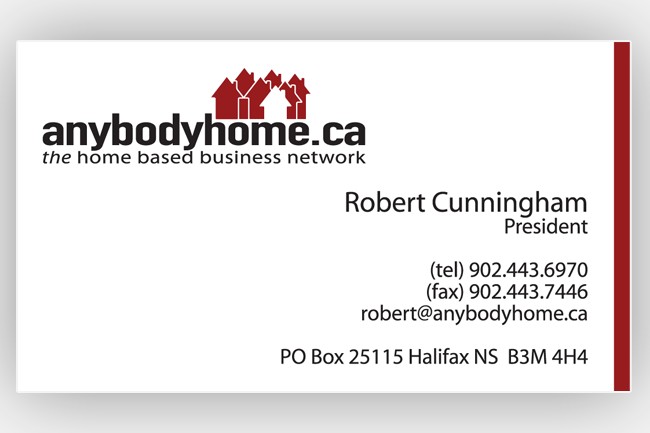 anybodyhome.ca
the home based business network
Robert Cunningham
President
(tel) 902.443.6970
(fax) 902.443.7446
robert@anybodyhome.ca
PO Box 25115 Halifax NS B3M 4H4